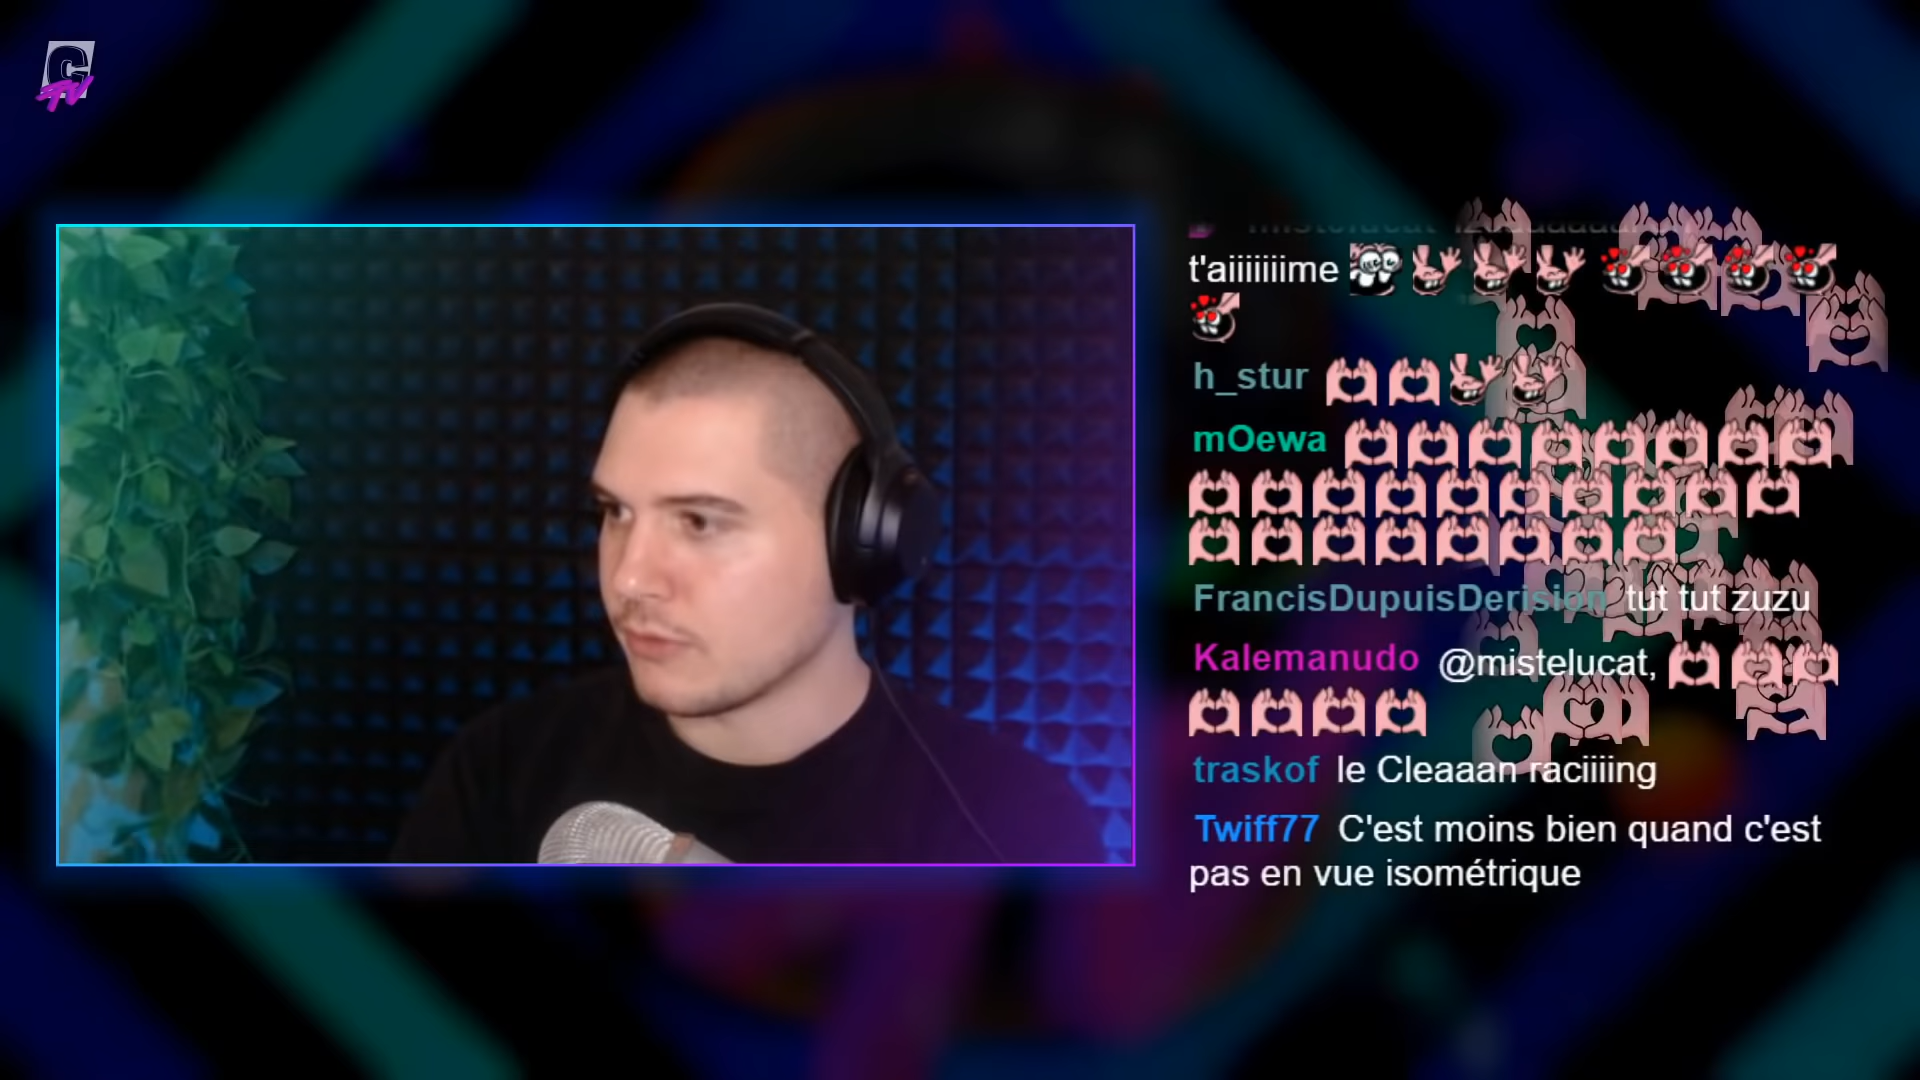 C
TV
t'aiiiiiiime
h_stur
mOewa
FrancisDupuisDerision tut tut zuzu
Kalemanudo @mistelucat,
traskof le Cleaaan raciiiing
Twiff77 C'est moins bien quand c'est
pas en vue isométrique